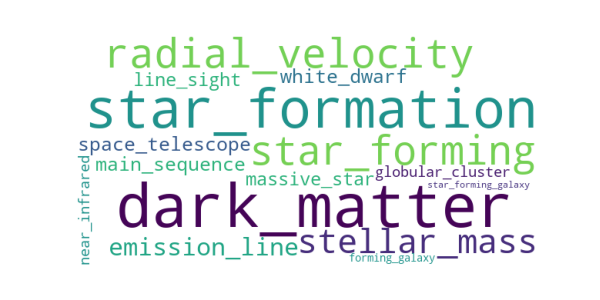 radial_velocity
line_sight
white_dwarf
star_formation
space_telescope
star_forming
main_sequence
massive_star
globular_cluster
star_forming_galaxy
near_infrared
dark_matter
emission_line
stellar_mass
forming_galaxy